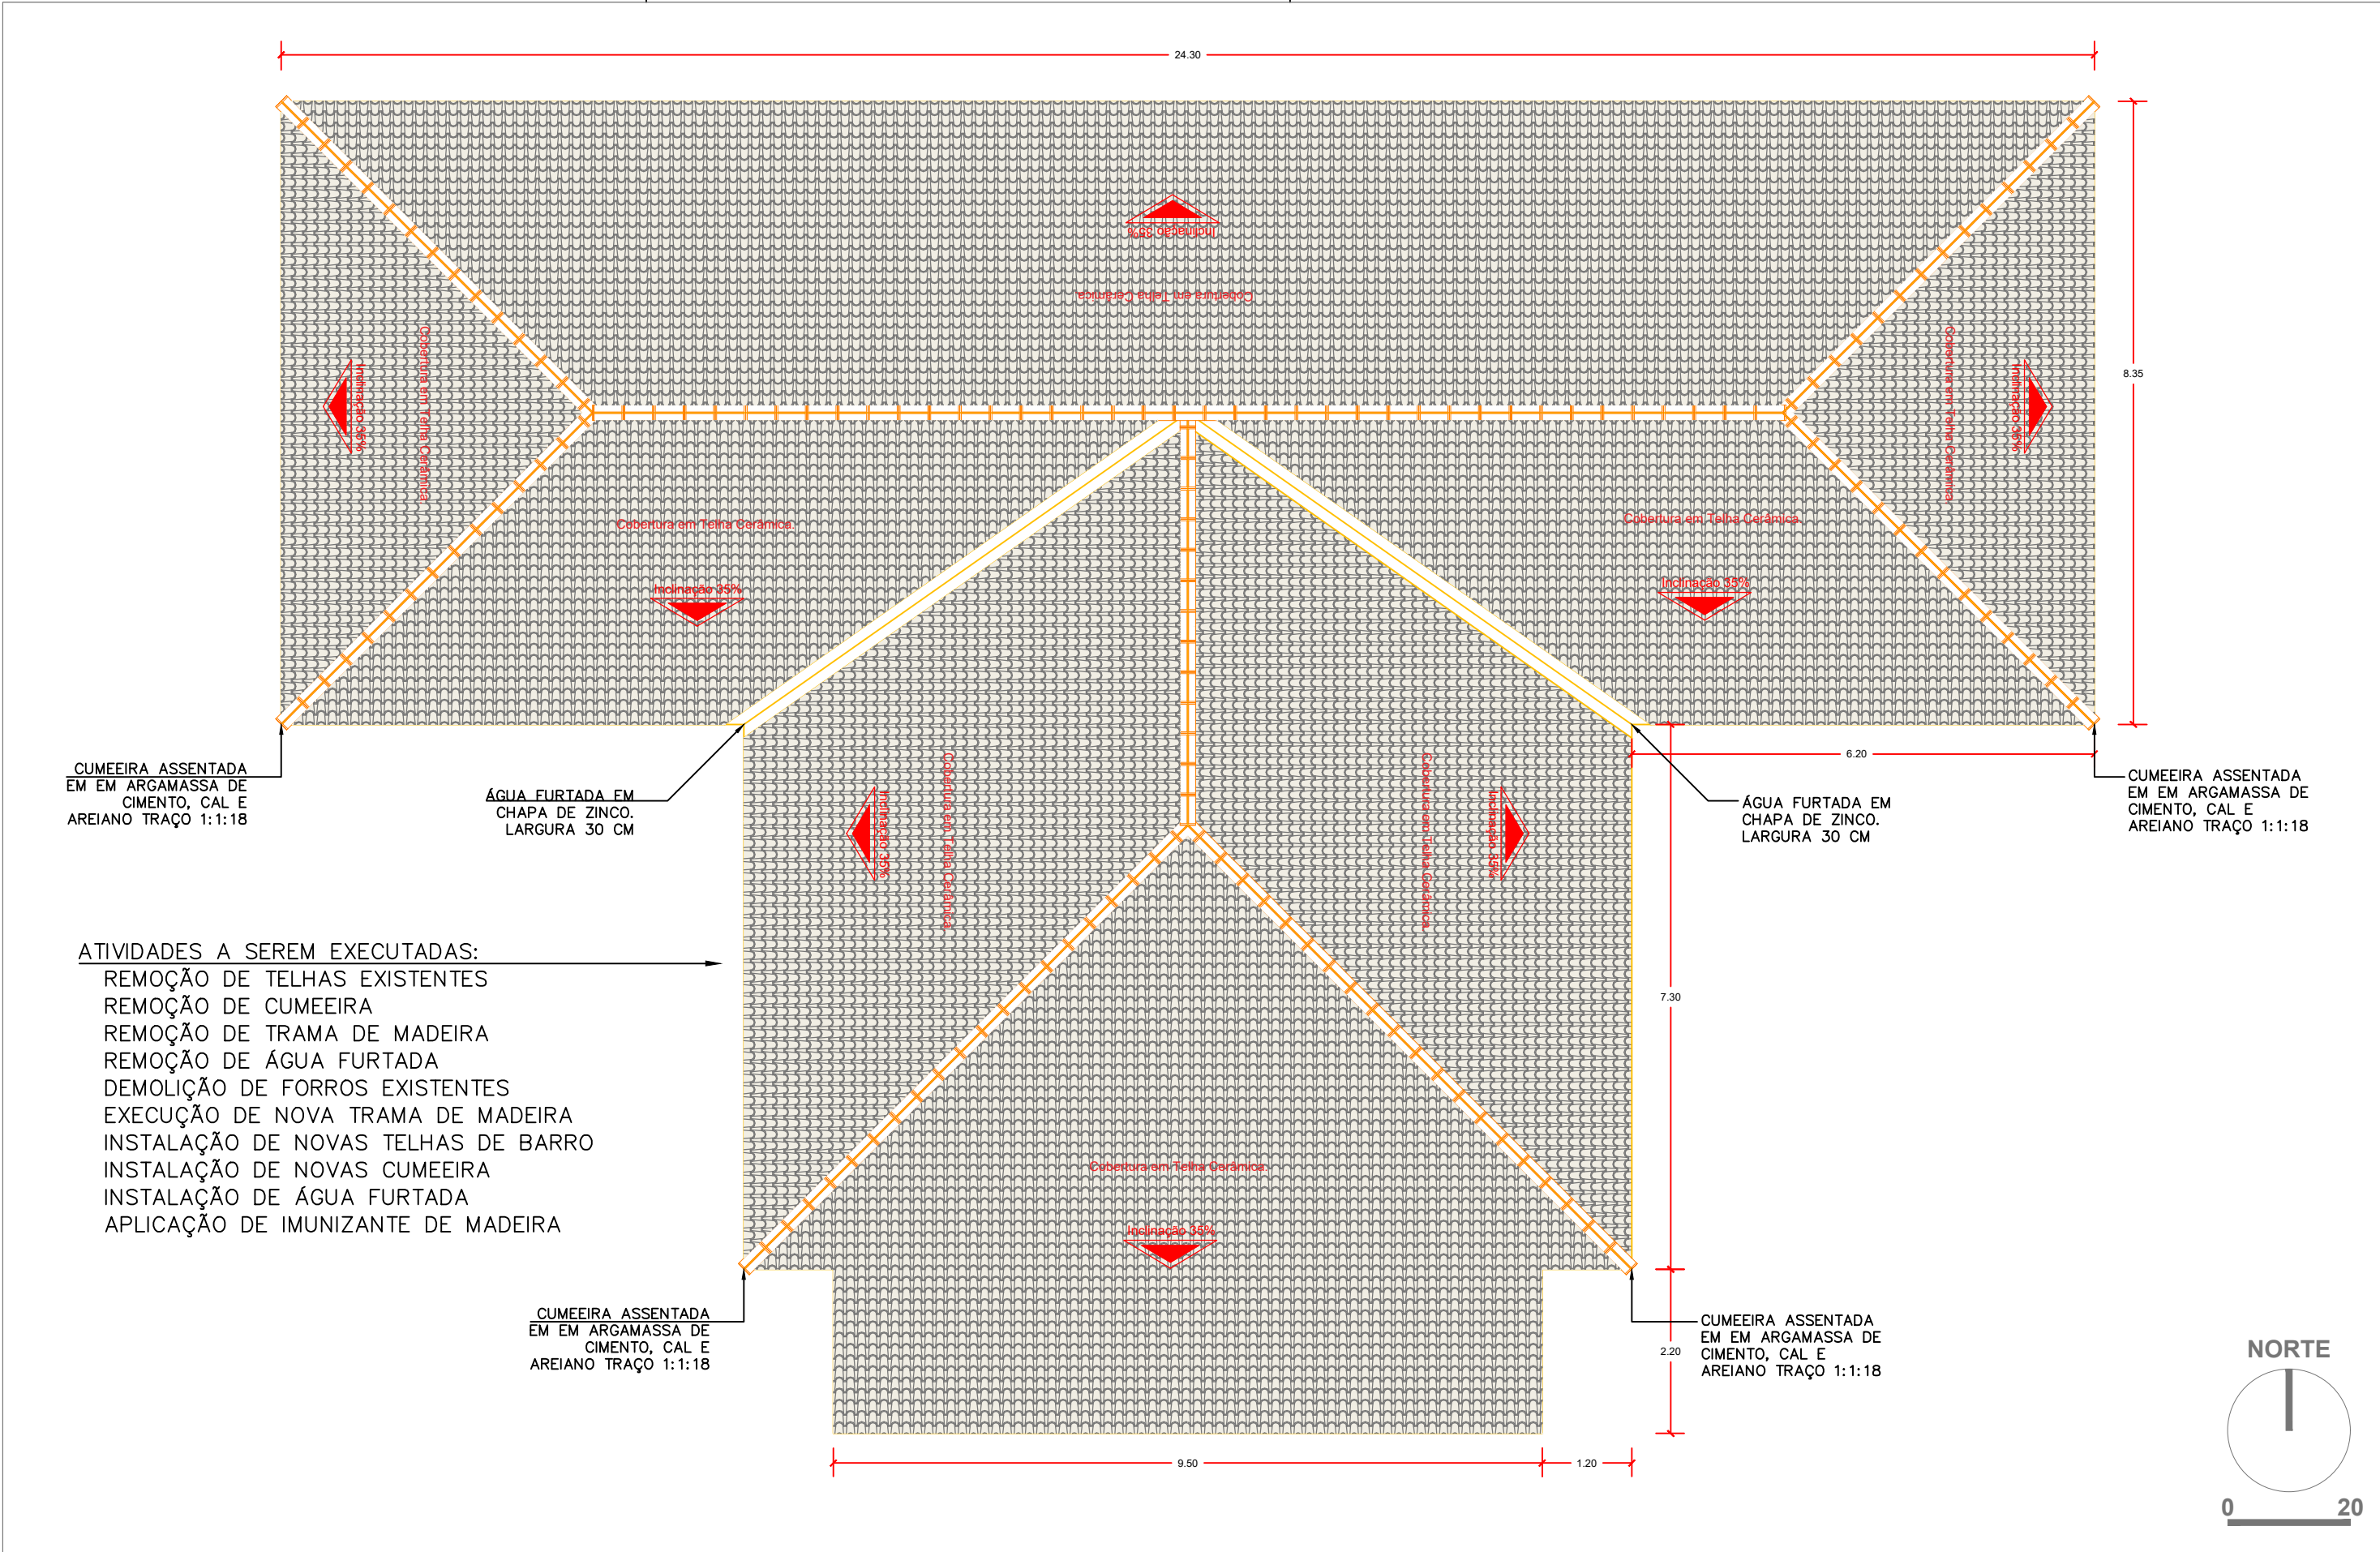 24.30
Inclinação 35%
Cobertura em Telha Cerâmica.
Cobertura em Telha Cerâmica.
Inclinação 35%
Cobertura em Telha Cerâmica.
Inclinação 35%
8.35
Cobertura em Telha Cerâmica.
Inclinação 35%
Cobertura em Telha Cerâmica.
Inclinação 35%
6.20
CUMEEIRA ASSENTADA
EM EM ARGAMASSA DE
CIMENTO, CAL E
AREIANO TRAÇO 1:1:18
ÁGUA FURTADA EM
CHAPA DE ZINCO.
LARGURA 30 CM
Inclinação 35%
Cobertura em Telha Cerâmica.
Cobertura em Telha Cerâmica.
Inclinação 35%
ÁGUA FURTADA EM
CHAPA DE ZINCO.
LARGURA 30 CM
CUMEEIRA ASSENTADA
EM EM ARGAMASSA DE
CIMENTO, CAL E
AREIANO TRAÇO 1:1:18
ATIVIDADES A SEREM EXECUTADAS:
REMOÇÃO DE TELHAS EXISTENTES
REMOÇÃO DE CUMEEIRA
REMOÇÃO DE TRAMA DE MADEIRA
REMOÇÃO DE ÁGUA FURTADA
DEMOLIÇÃO DE FORROS EXISTENTES
EXECUÇÃO DE NOVA TRAMA DE MADEIRA
INSTALAÇÃO DE NOVAS TELHAS DE BARRO
INSTALAÇÃO DE NOVAS CUMEEIRA
INSTALAÇÃO DE ÁGUA FURTADA
APLICAÇÃO DE IMUNIZANTE DE MADEIRA
7.30
Cobertura em Telha Cerâmica.
Inclinação 35%
CUMEEIRA ASSENTADA
EM EM ARGAMASSA DE
CIMENTO, CAL E
AREIANO TRAÇO 1:1:18
CUMEEIRA ASSENTADA
EM EM ARGAMASSA DE
CIMENTO, CAL E
AREIANO TRAÇO 1:1:18
2.20
9.50
1.20
NORTE
0 20